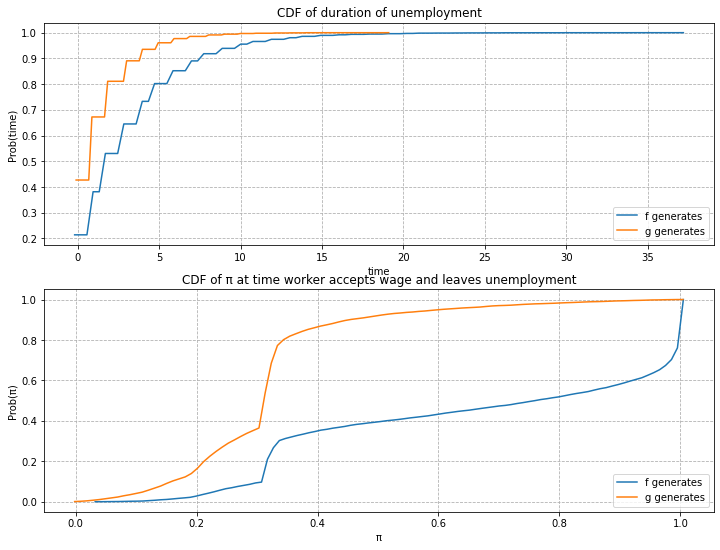 CDF of duration of unemployment
Prob(time)
1.0
0.9
0.8
0.7
0.6
0.5
0.4
0.3
0.2
f generates
g generates
0 5 10 15 20 25 30 35
time
CDF of π at time worker accepts wage and leaves unemployment
Prob(π)
1.0
0.8
0.6
0.4
0.2
0.0
f generates
g generates
0.0 0.2 0.4 0.6 0.8 1.0
π